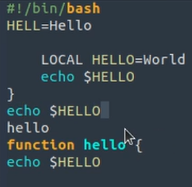 #!/bin/bash
HELL=Hello
LOCAL HELLO=World
echo $HELLO
}
echo $HELLO
hello
function hello {
echo $HELLO